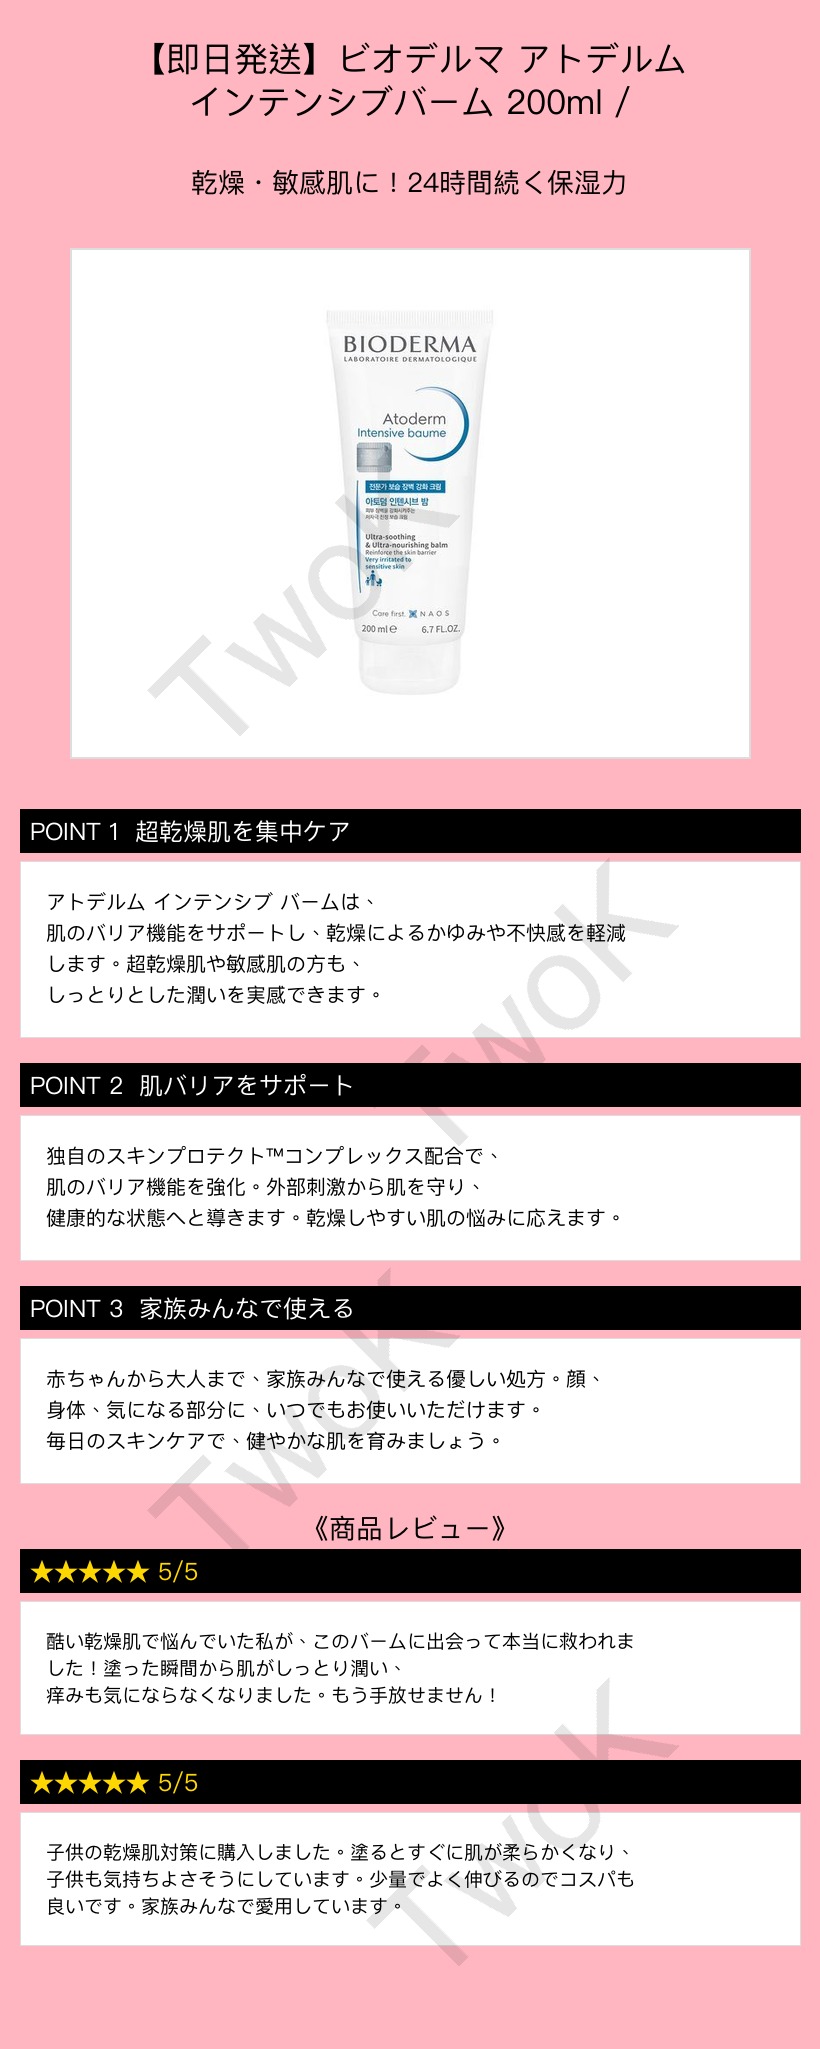 【即日発送】ビオデルマ アトデルム
インテンシブバーム 200ml /
乾燥・敏感肌に！24時間続く保湿力
BIODERMA
LABORATOIRE DERMATOLOGIQUE
Atoderm
Intensive baume
전문가 보습 장벽 강화 크림
아토덤 인텐시브 밤
피부 장벽을 강화시켜주는
저자극 진정 보습 크림
Ultra-soothing
& Ultra-nourishing balm
Reinforce the skin barrier
Very irritated to
sensitive skin
Care first. NAOS
200 ml e 6.7 FL.OZ.
TwoK
POINT 1 超乾燥肌を集中ケア
アトデルム インテンシブ バームは、
肌のバリア機能をサポートし、乾燥によるかゆみや不快感を軽減
します。超乾燥肌や敏感肌の方も、
しっとりとした潤いを実感できます。
TwoK
POINT 2 肌バリアをサポート
独自のスキンプロテクト™コンプレックス配合で、
肌のバリア機能を強化。外部刺激から肌を守り、
健康的な状態へと導きます。乾燥しやすい肌の悩みに応えます。
POINT 3 家族みんなで使える
赤ちゃんから大人まで、家族みんなで使える優しい処方。顔、
身体、気になる部分に、いつでもお使いいただけます。
毎日のスキンケアで、健やかな肌を育みましょう。
TwoK
《商品レビュー》
★★★★★ 5/5
酷い乾燥肌で悩んでいた私が、このバームに出会って本当に救われま
した！塗った瞬間から肌がしっとり潤い、
痒みも気にならなくなりました。もう手放せません！
★★★★★ 5/5
子供の乾燥肌対策に購入しました。塗るとすぐに肌が柔らかくなり、
子供も気持ちよさそうにしています。少量でよく伸びるのでコスパも
良いです。家族みんなで愛用しています。
TwoK